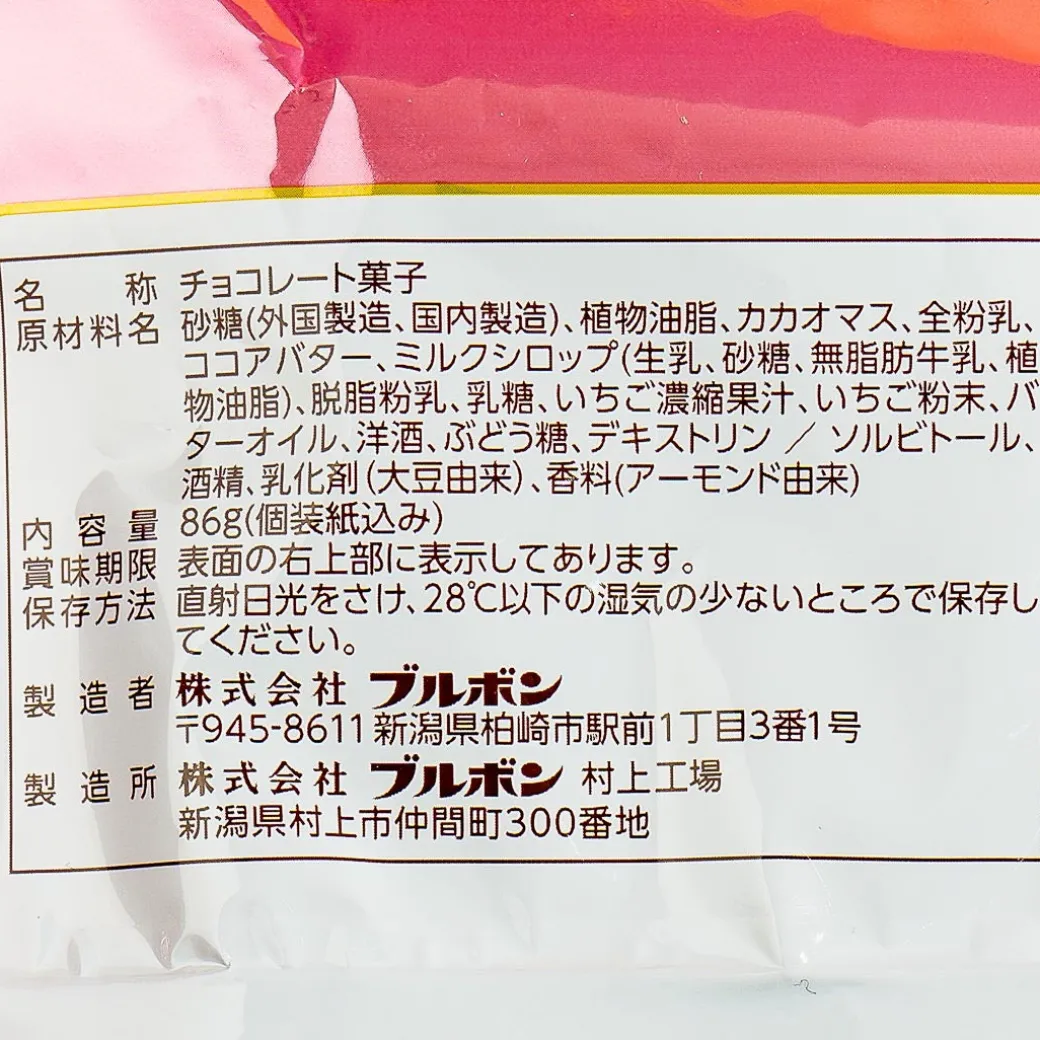 名称 チョコレート菓子
原材料名 砂糖(外国製造、国内製造)、植物油脂、カカオマス、全粉乳、
ココアバター、ミルクシロップ(生乳、砂糖、無脂肪牛乳、植
物油脂)、脱脂粉乳、乳糖、いちご濃縮果汁、いちご粉末、バ
ターオイル、洋酒、ぶどう糖、デキストリン / ソルビトール、
酒精、乳化剤(大豆由来)、香料(アーモンド由来)
内容量 86g(個装紙込み)
賞味期限 表面の右上部に表示してあります。
保存方法 直射日光をさけ、28℃以下の湿気の少ないところで保存し
てください。
製造者 株式会社 ブルボン
〒945-8611 新潟県柏崎市駅前1丁目3番1号
製造所 株式会社 ブルボン 村上工場
新潟県村上市仲間町300番地